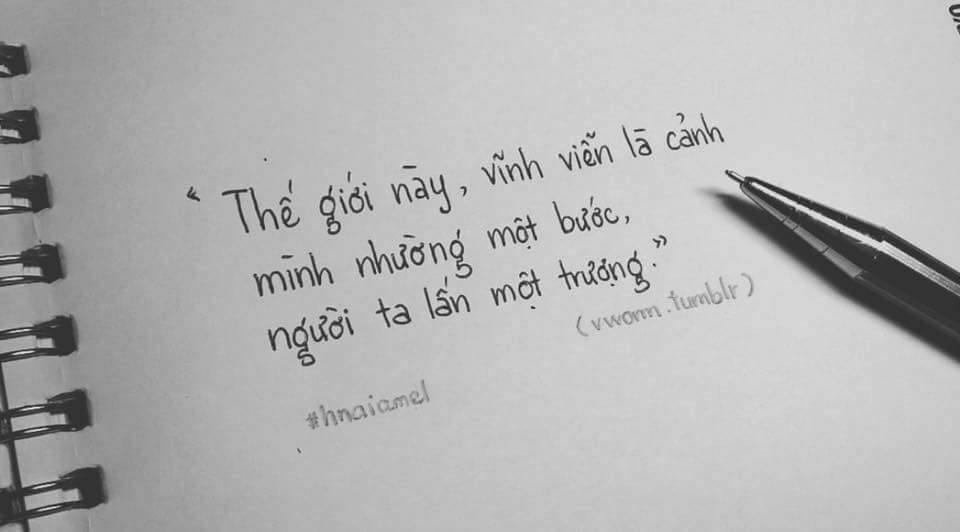 “ Thế giới này, vĩnh viễn là cảnh
mình nhường một bước,
người ta lấn một trượng.”
(vworm.tumblr)
#hnaiamel